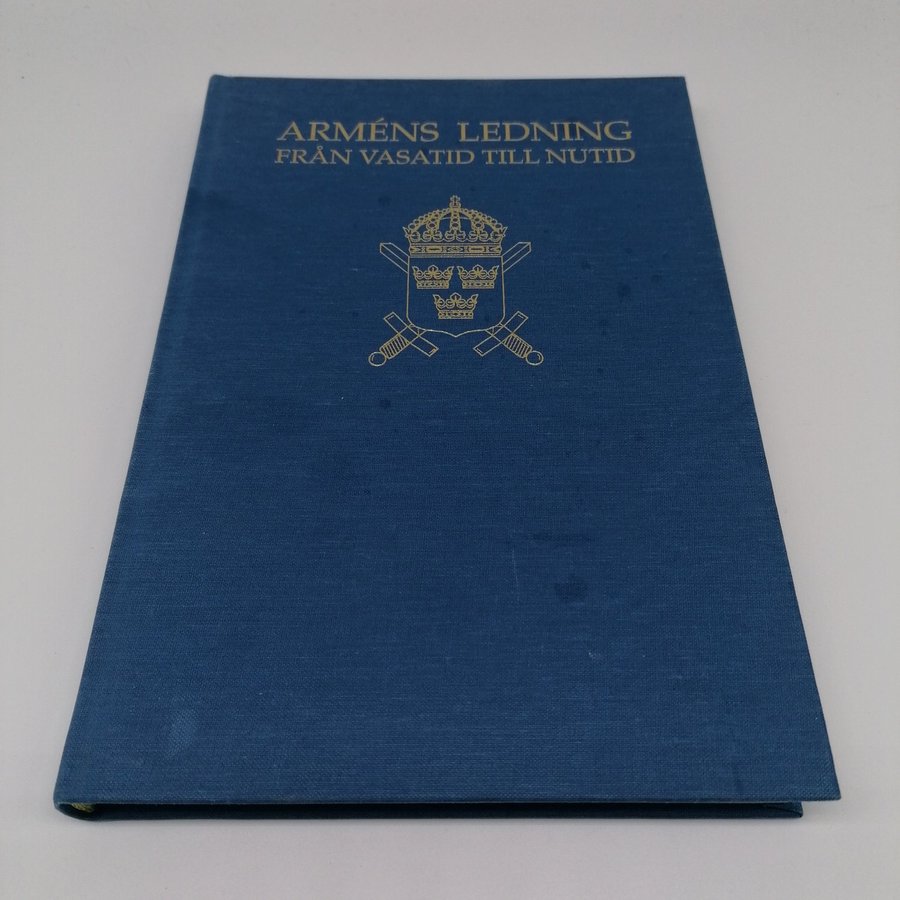 ARMÉNS LEDNING
FRÅN VASATID TILL NUTID